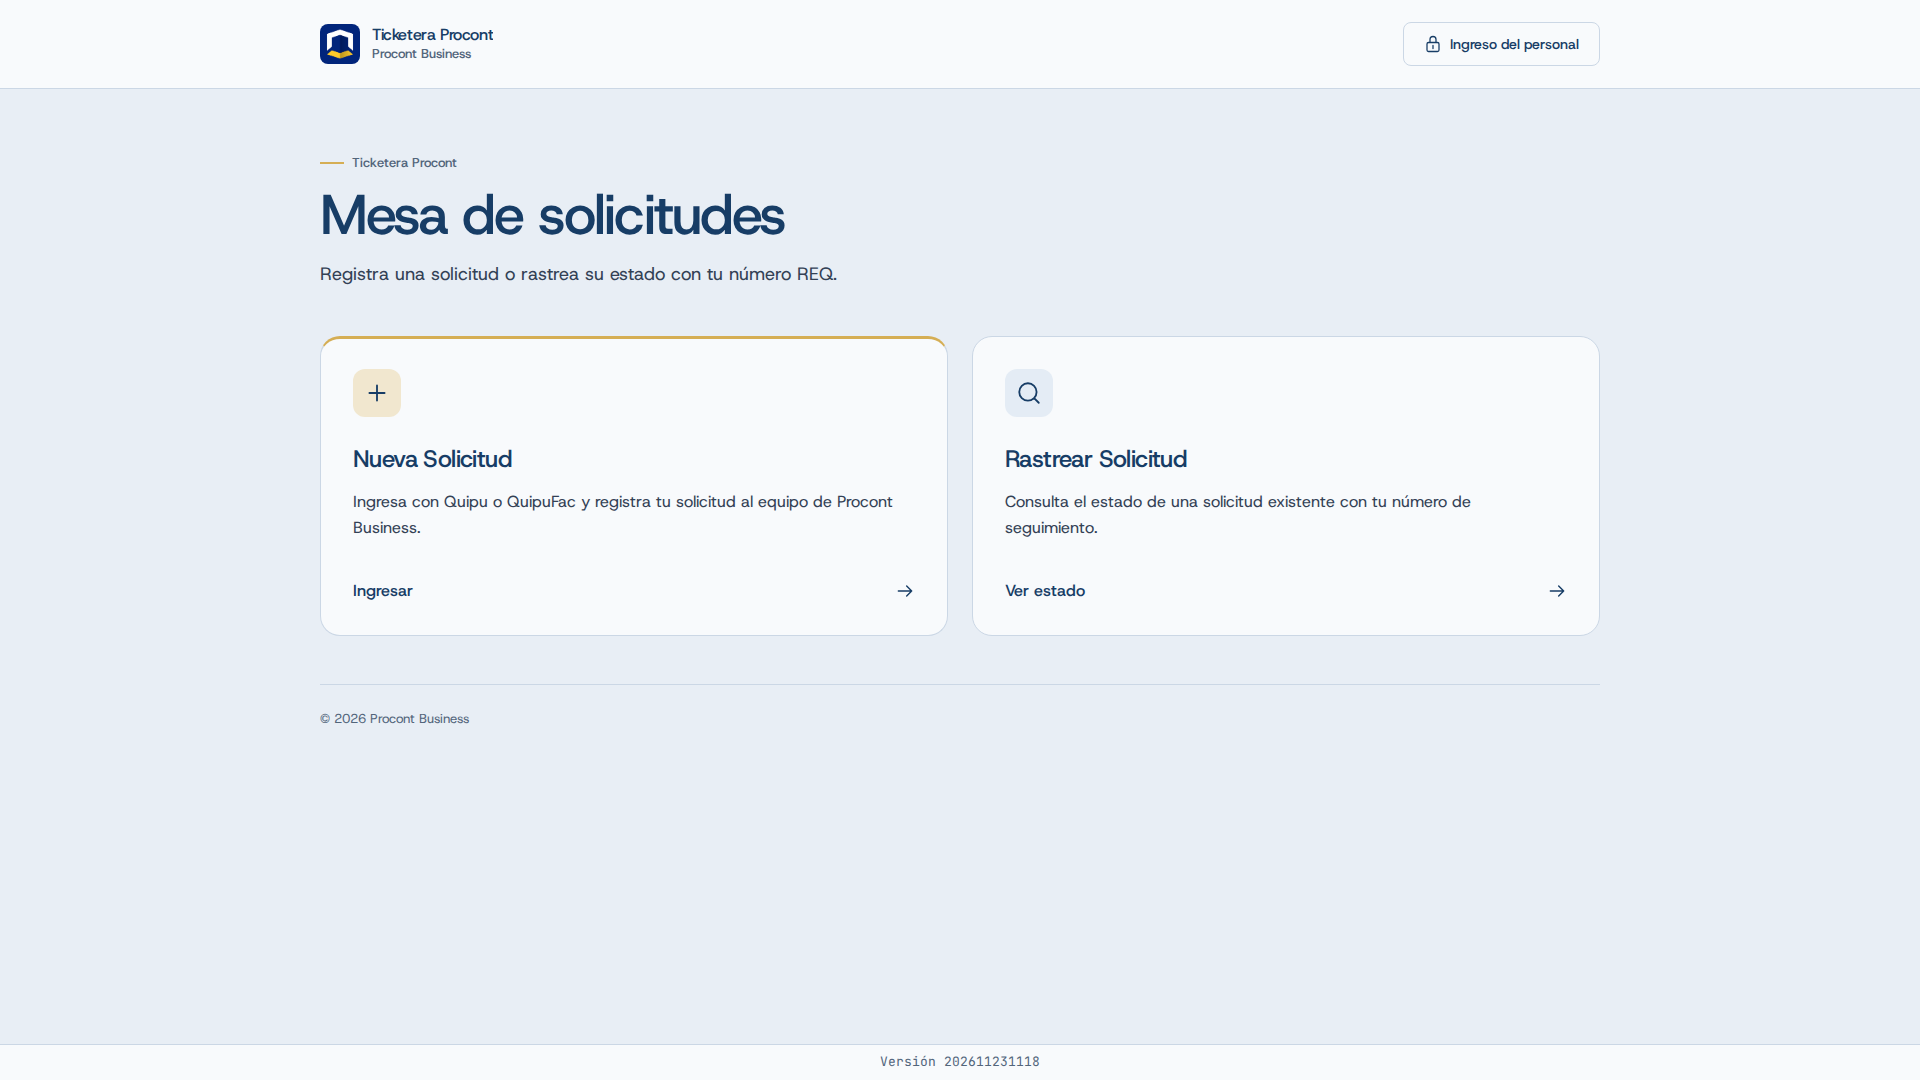 Ticketera Procont
Procont Business
Ingreso del personal
Ticketera Procont
Mesa de solicitudes
Registra una solicitud o rastrea su estado con tu número REQ.
Nueva Solicitud
Ingresa con Quipu o QuipuFac y registra tu solicitud al equipo de Procont
Business.
Ingresar
Rastrear Solicitud
Consulta el estado de una solicitud existente con tu número de
seguimiento.
Ver estado
© 2026 Procont Business
Versión 202611231118